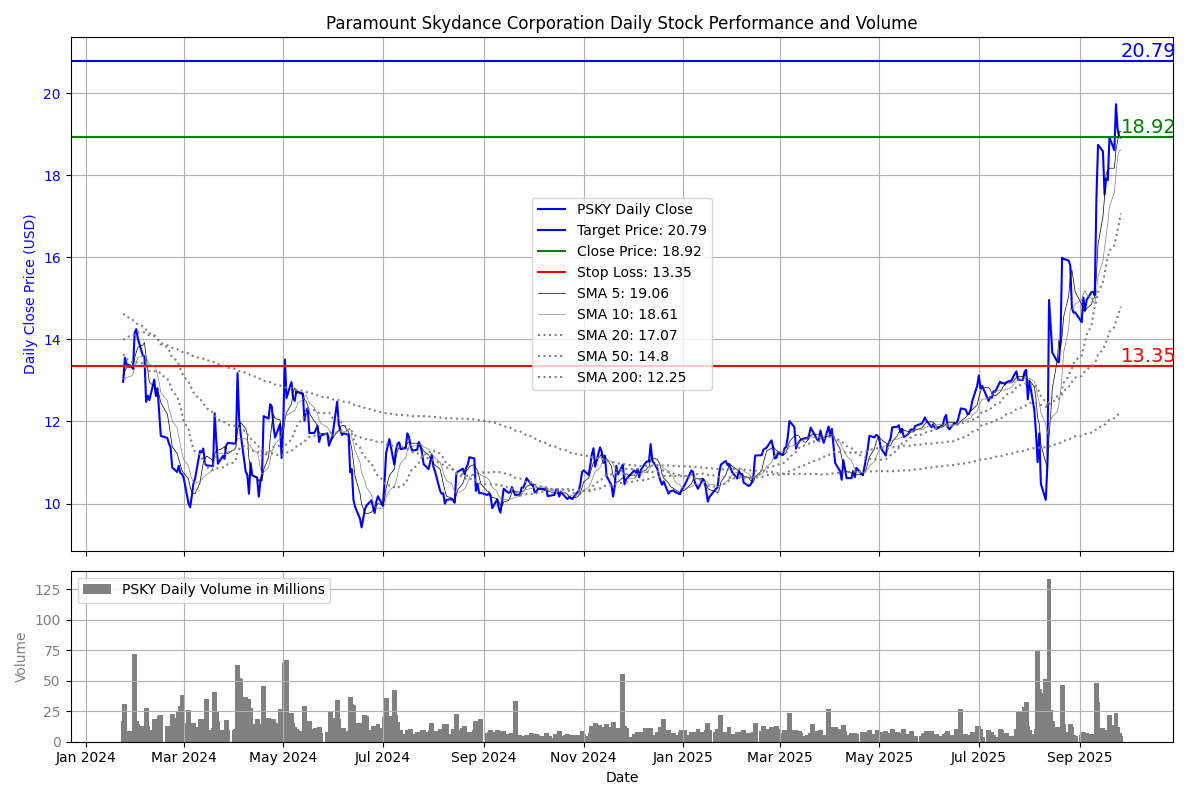 Paramount Skydance Corporation Daily Stock Performance and Volume
20.79
20
18.92
18
PSKY Daily Close
Target Price: 20.79
Close Price: 18.92
Stop Loss: 13.35
SMA 5: 19.06
SMA 10: 18.61
SMA 20: 17.07
SMA 50: 14.8
SMA 200: 12.25
16
Daily Close Price (USD)
14
13.35
12
10
PSKY Daily Volume in Millions
125
100
75
Volume
50
25
0
Jan 2024 Mar 2024 May 2024 Jul 2024 Sep 2024 Nov 2024 Jan 2025 Mar 2025 May 2025 Jul 2025 Sep 2025
Date